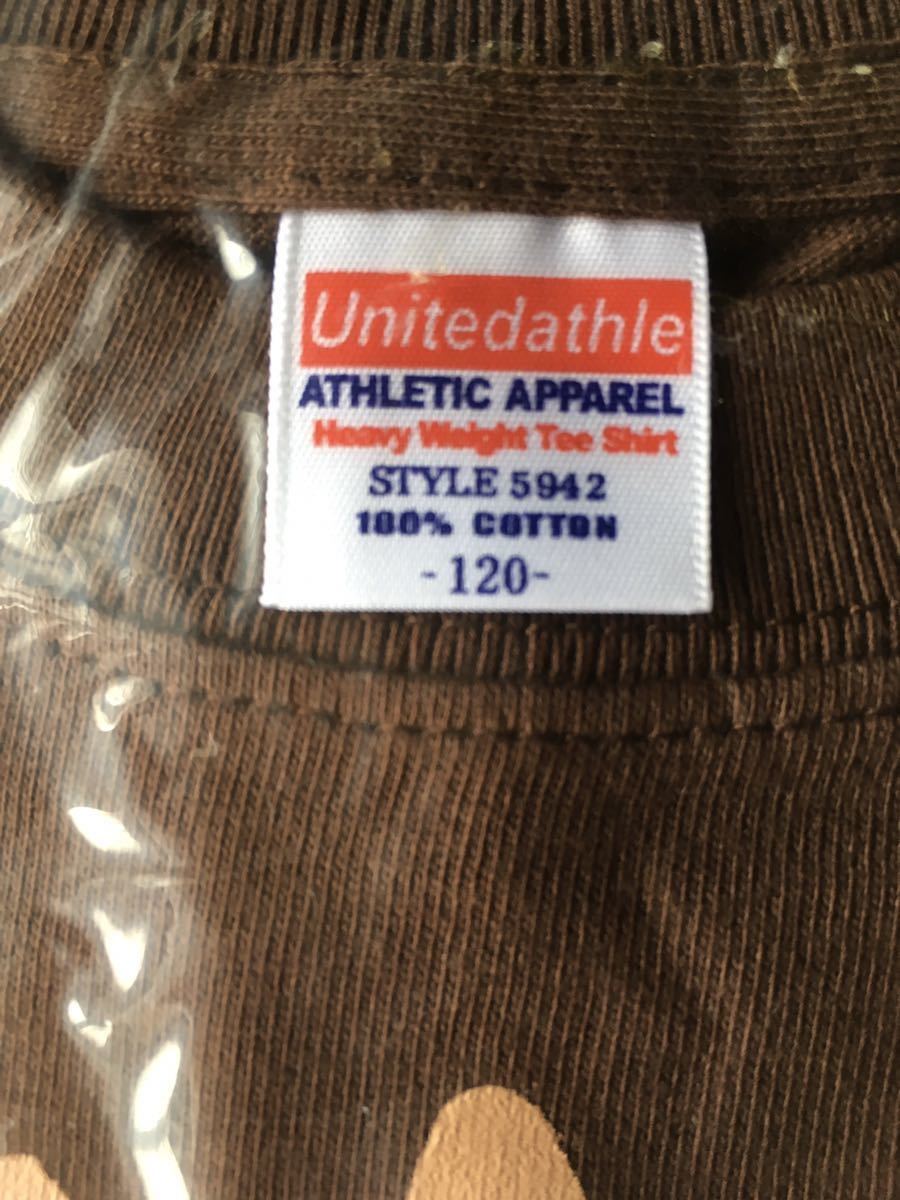 Unitedathle
ATHLETIC APPAREL
Heavy Weight Tee Shirt
STYLE 5942
100% COTTON
-120-